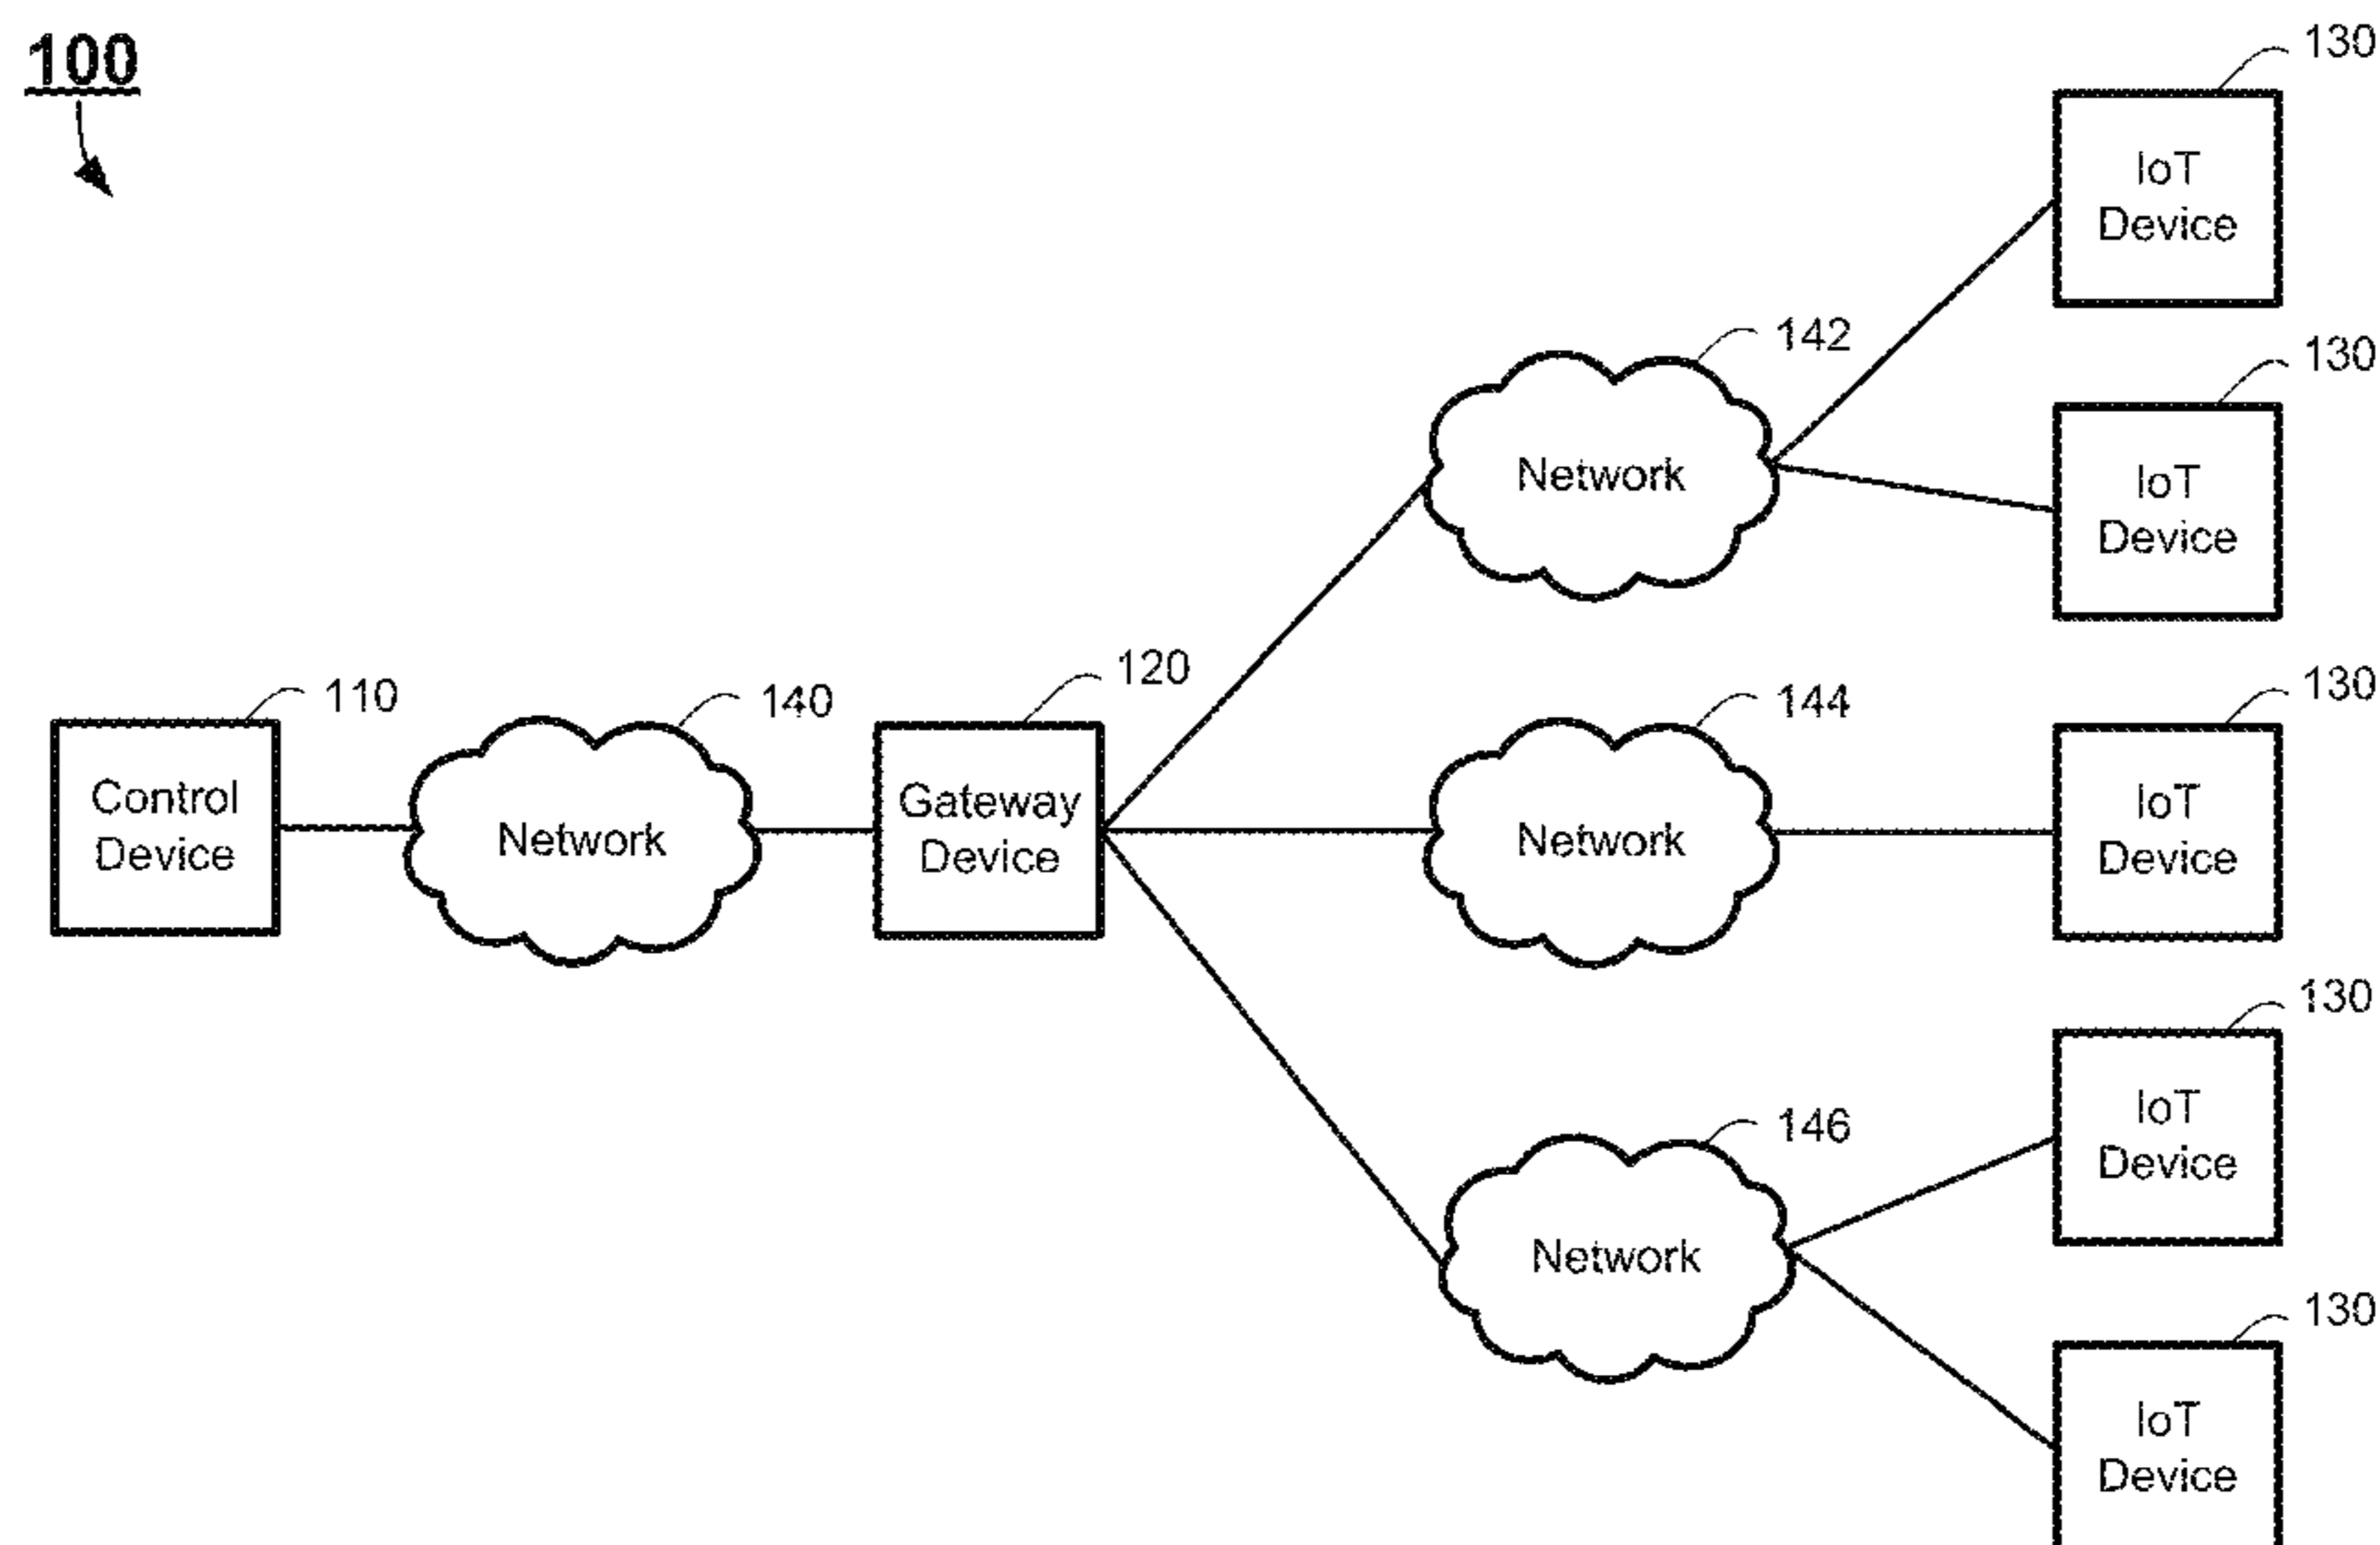 100
130
IoT
Device
142
130
Network
IoT
Device
110
140
120
144
130
Control
Device
Network
Gateway
Device
Network
IoT
Device
146
130
Network
IoT
Device
130
IoT
Device